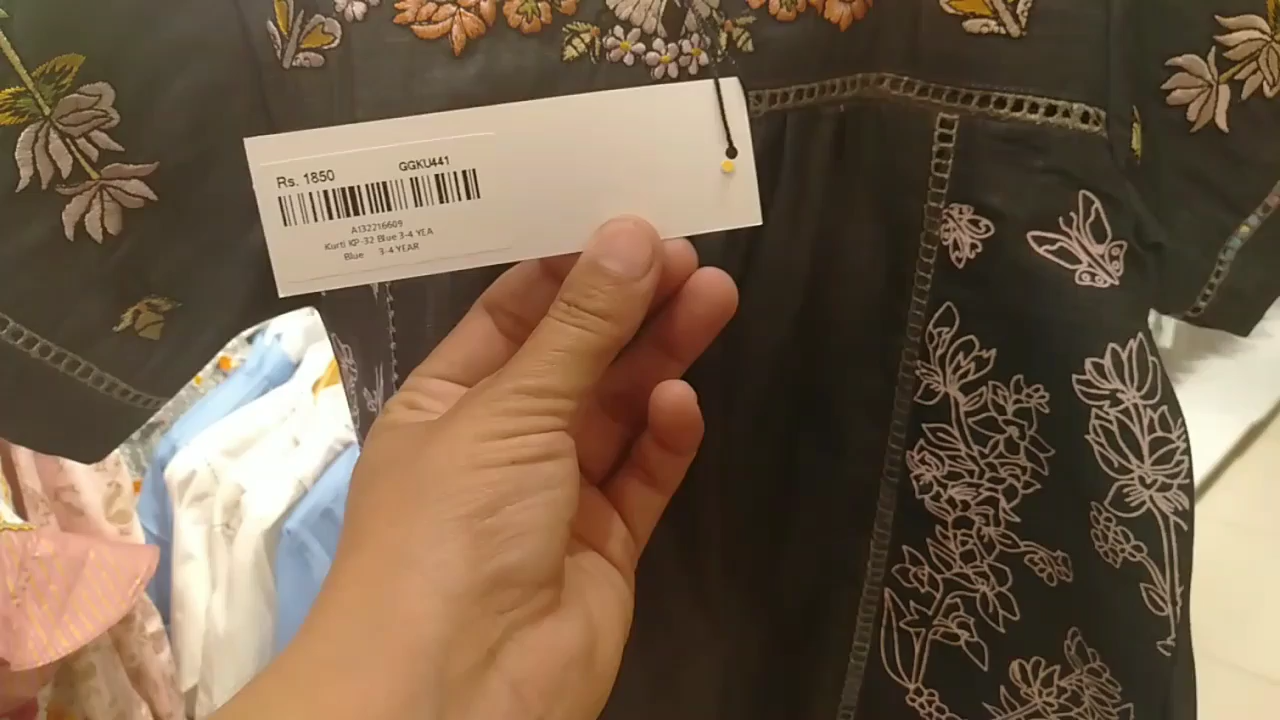 Rs. 1850 GGKU441
A132216609
Kurti KP-32 Blue 3-4 YEA
Blue 3-4 YEAR